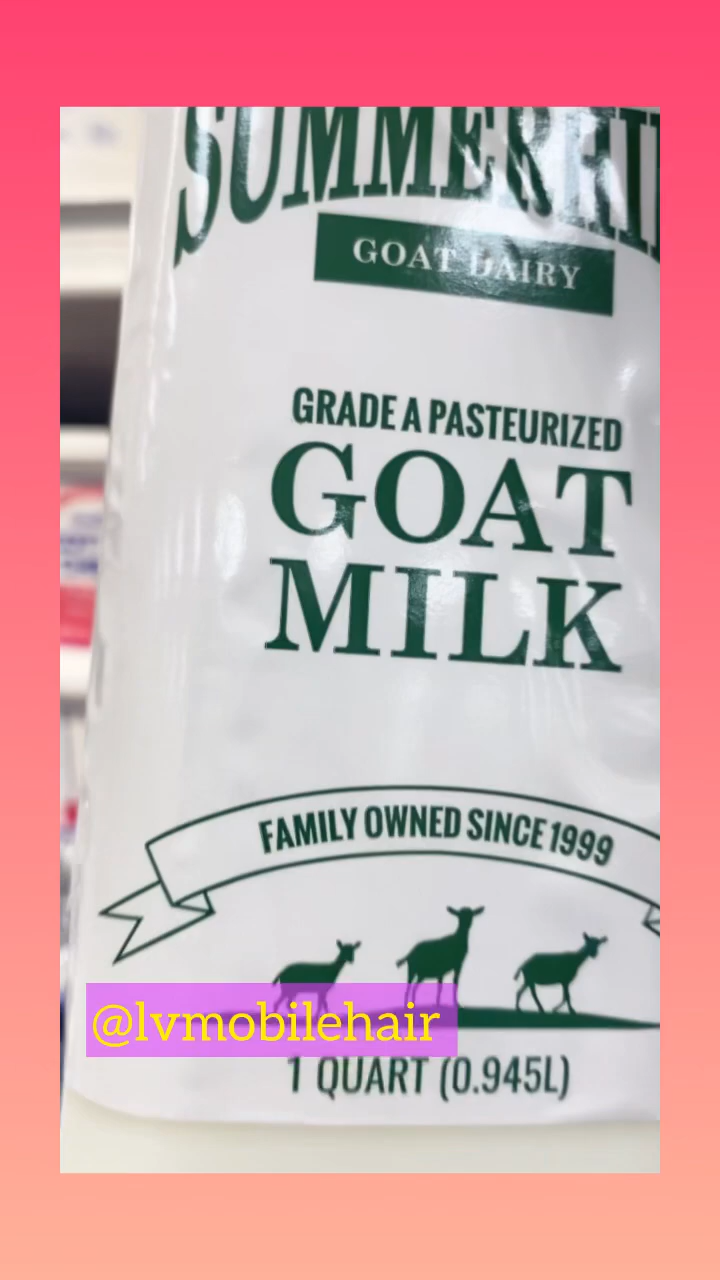 GOAT DAIRY
GRADE A PASTEURIZED
GOAT
MILK
FAMILY OWNED SINCE 1999
@lvmobilehair
1 QUART (0.945L)